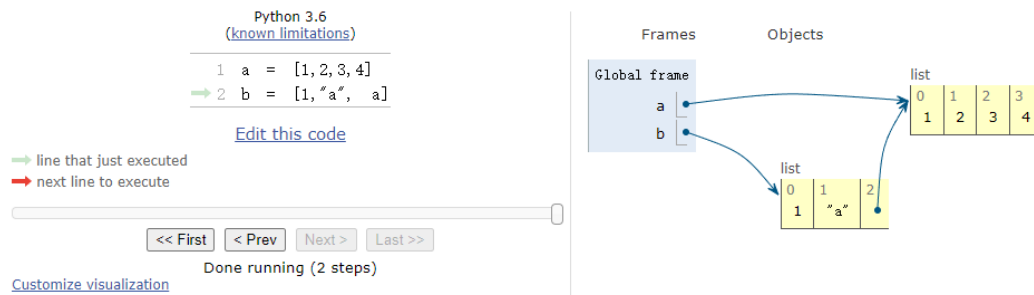 Python 3.6
(known limitations)
1 a = [1,2,3,4]
2 b = [1,"a", a]
Edit this code
line that just executed
next line to execute
<< First < Prev Next > Last >>
Done running (2 steps)
Customize visualization
Frames Objects
Global frame
a
b
list
0 1 2 3
1 2 3 4
list
0 1 2
1 "a"